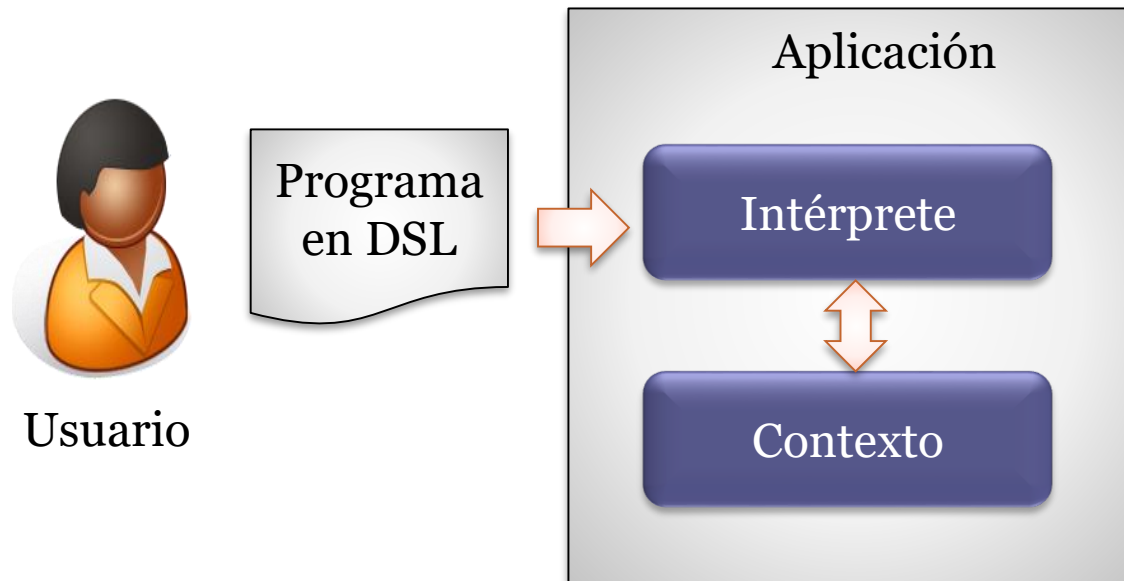 Aplicación
Programa
en DSL
Intérprete
Contexto
Usuario